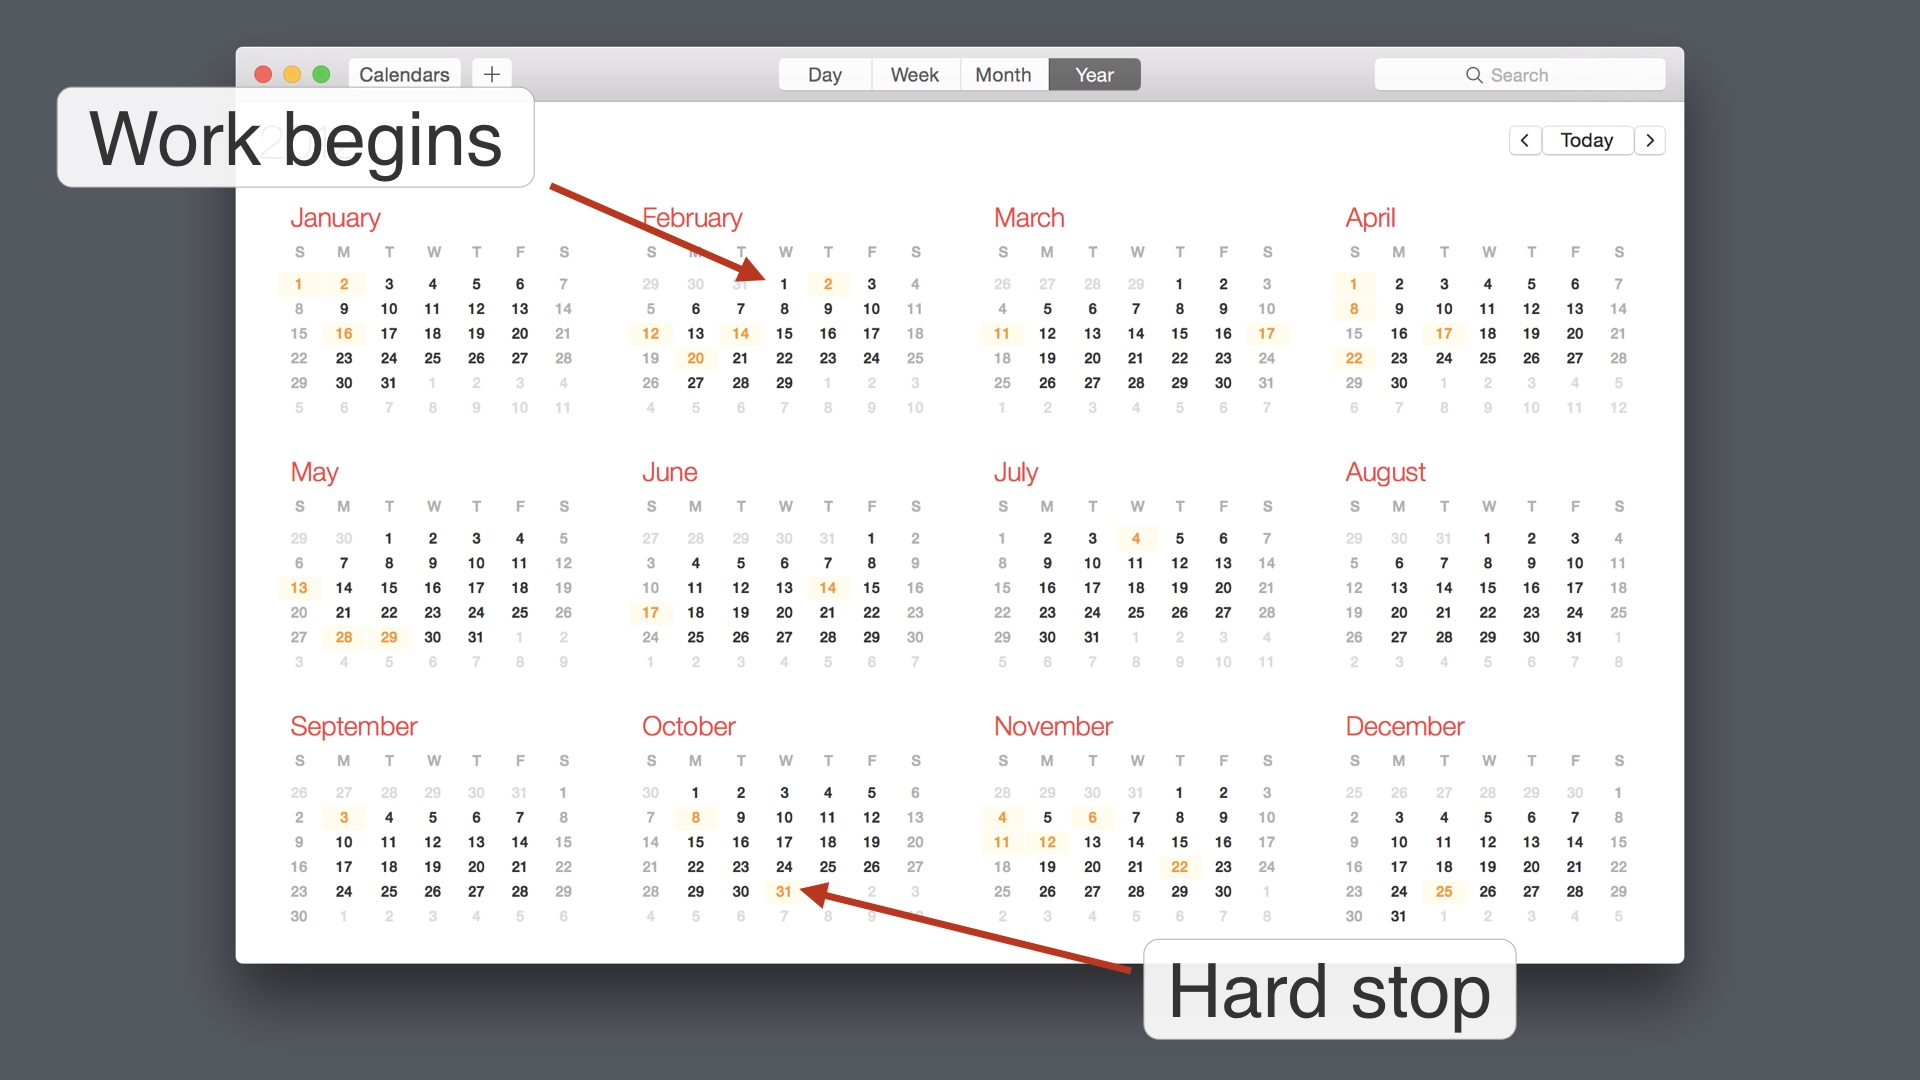 Calendars + Day Week Month Year Search
Work begins
< Today >
January February March April
S M T W T F S S M T W T F S S M T W T F S S M T W T F S
1 2 3 4 5 6 7 29 30 31 1 2 3 4 26 27 28 29 1 2 3 1 2 3 4 5 6 7
8 9 10 11 12 13 14 5 6 7 8 9 10 11 4 5 6 7 8 9 10 8 9 10 11 12 13 14
15 16 17 18 19 20 21 12 13 14 15 16 17 18 11 12 13 14 15 16 17 15 16 17 18 19 20 21
22 23 24 25 26 27 28 19 20 21 22 23 24 25 18 19 20 21 22 23 24 22 23 24 25 26 27 28
29 30 31 1 2 3 4 26 27 28 29 1 2 3 25 26 27 28 29 30 31 29 30 1 2 3 4 5
5 6 7 8 9 10 11 4 5 6 7 8 9 10 1 2 3 4 5 6 7 6 7 8 9 10 11 12
May June July August
S M T W T F S S M T W T F S S M T W T F S S M T W T F S
29 30 1 2 3 4 5 27 28 29 30 31 1 2 1 2 3 4 5 6 7 29 30 31 1 2 3 4
6 7 8 9 10 11 12 3 4 5 6 7 8 9 8 9 10 11 12 13 14 5 6 7 8 9 10 11
13 14 15 16 17 18 19 10 11 12 13 14 15 16 15 16 17 18 19 20 21 12 13 14 15 16 17 18
20 21 22 23 24 25 26 17 18 19 20 21 22 23 22 23 24 25 26 27 28 19 20 21 22 23 24 25
27 28 29 30 31 1 2 24 25 26 27 28 29 30 29 30 31 1 2 3 4 26 27 28 29 30 31 1
3 4 5 6 7 8 9 1 2 3 4 5 6 7 5 6 7 8 9 10 11 2 3 4 5 6 7 8
September October November December
S M T W T F S S M T W T F S S M T W T F S S M T W T F S
26 27 28 29 30 31 1 30 1 2 3 4 5 6 28 29 30 31 1 2 3 25 26 27 28 29 30 1
2 3 4 5 6 7 8 7 8 9 10 11 12 13 4 5 6 7 8 9 10 2 3 4 5 6 7 8
9 10 11 12 13 14 15 14 15 16 17 18 19 20 11 12 13 14 15 16 17 9 10 11 12 13 14 15
16 17 18 19 20 21 22 21 22 23 24 25 26 27 18 19 20 21 22 23 24 16 17 18 19 20 21 22
23 24 25 26 27 28 29 28 29 30 31 2 3 25 26 27 28 29 30 1 23 24 25 26 27 28 29
30 1 2 3 4 5 6 4 5 6 7 8 9 2 3 4 5 6 7 8 30 31 1 2 3 4 5
Hard stop